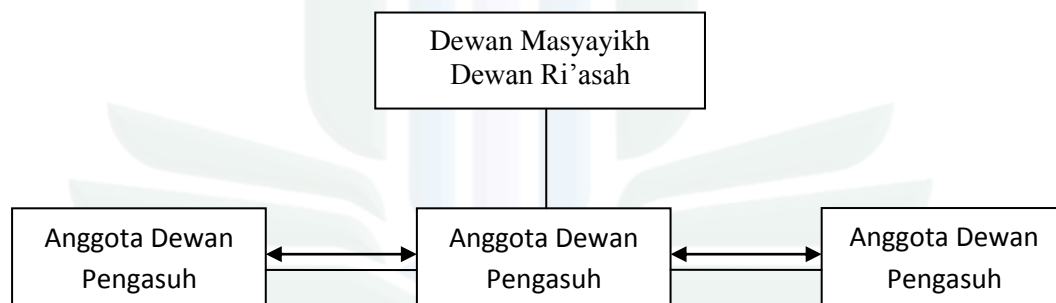 Dewan Masyayikh
Dewan Ri’asah
Anggota Dewan
Pengasuh
Anggota Dewan
Pengasuh
Anggota Dewan
Pengasuh